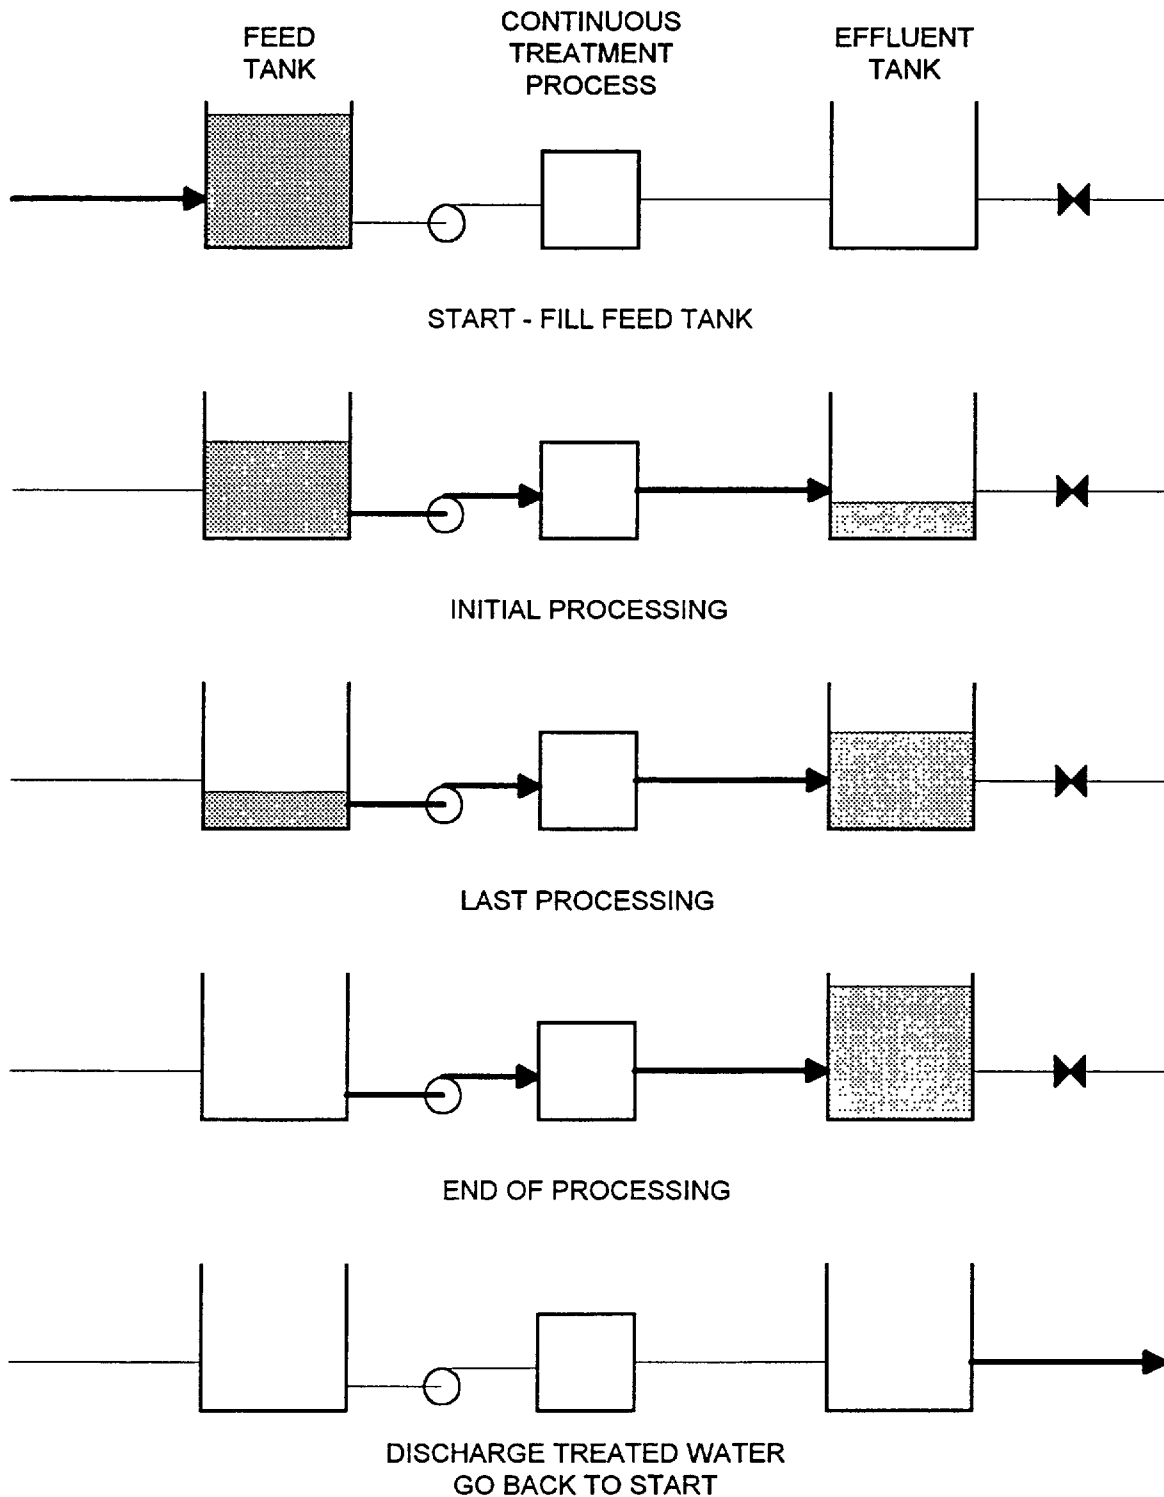 FEED
TANK
CONTINUOUS
TREATMENT
PROCESS
EFFLUENT
TANK
START - FILL FEED TANK
INITIAL PROCESSING
LAST PROCESSING
END OF PROCESSING
DISCHARGE TREATED WATER
GO BACK TO START